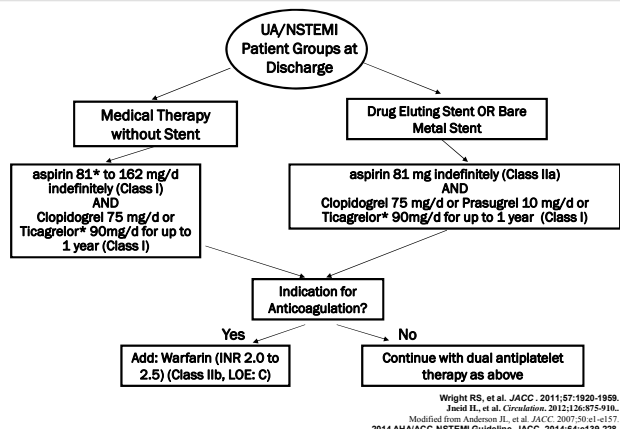 UA/NSTEMI
Patient Groups at
Discharge
Medical Therapy
without Stent
Drug Eluting Stent OR Bare
Metal Stent
aspirin 81* to 162 mg/d
indefinitely (Class I)
AND
Clopidogrel 75 mg/d or
Ticagrelor* 90mg/d for up to
1 year (Class I)
aspirin 81 mg indefinitely (Class IIa)
AND
Clopidogrel 75 mg/d or Prasugrel 10 mg/d or
Ticagrelor* 90mg/d for up to 1 year (Class I)
Indication for
Anticoagulation?
Yes
No
Add: Warfarin (INR 2.0 to
2.5) (Class IIb, LOE: C)
Continue with dual antiplatelet
therapy as above
Wright RS, et al. JACC . 2011;57:1920-1959.
Jneid H., et al. Circulation. 2012;126:875-910..
Modified from Anderson JL, et al. JACC. 2007;50:e1-e157.
2014 AHA/ACC NSTEMI Guideline. JACC. 2014;64:e139-228